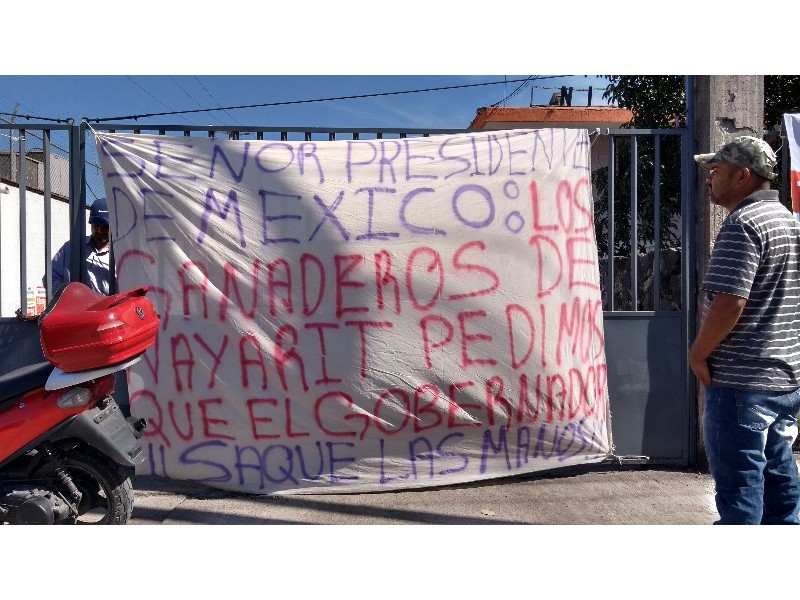 SEÑOR PRESIDENTE
DE MEXICO: LOS
GANADEROS DE
NAYARIT PEDIMOS
QUE EL GOBERNADOR
¡¡SAQUE LAS MANOS!!